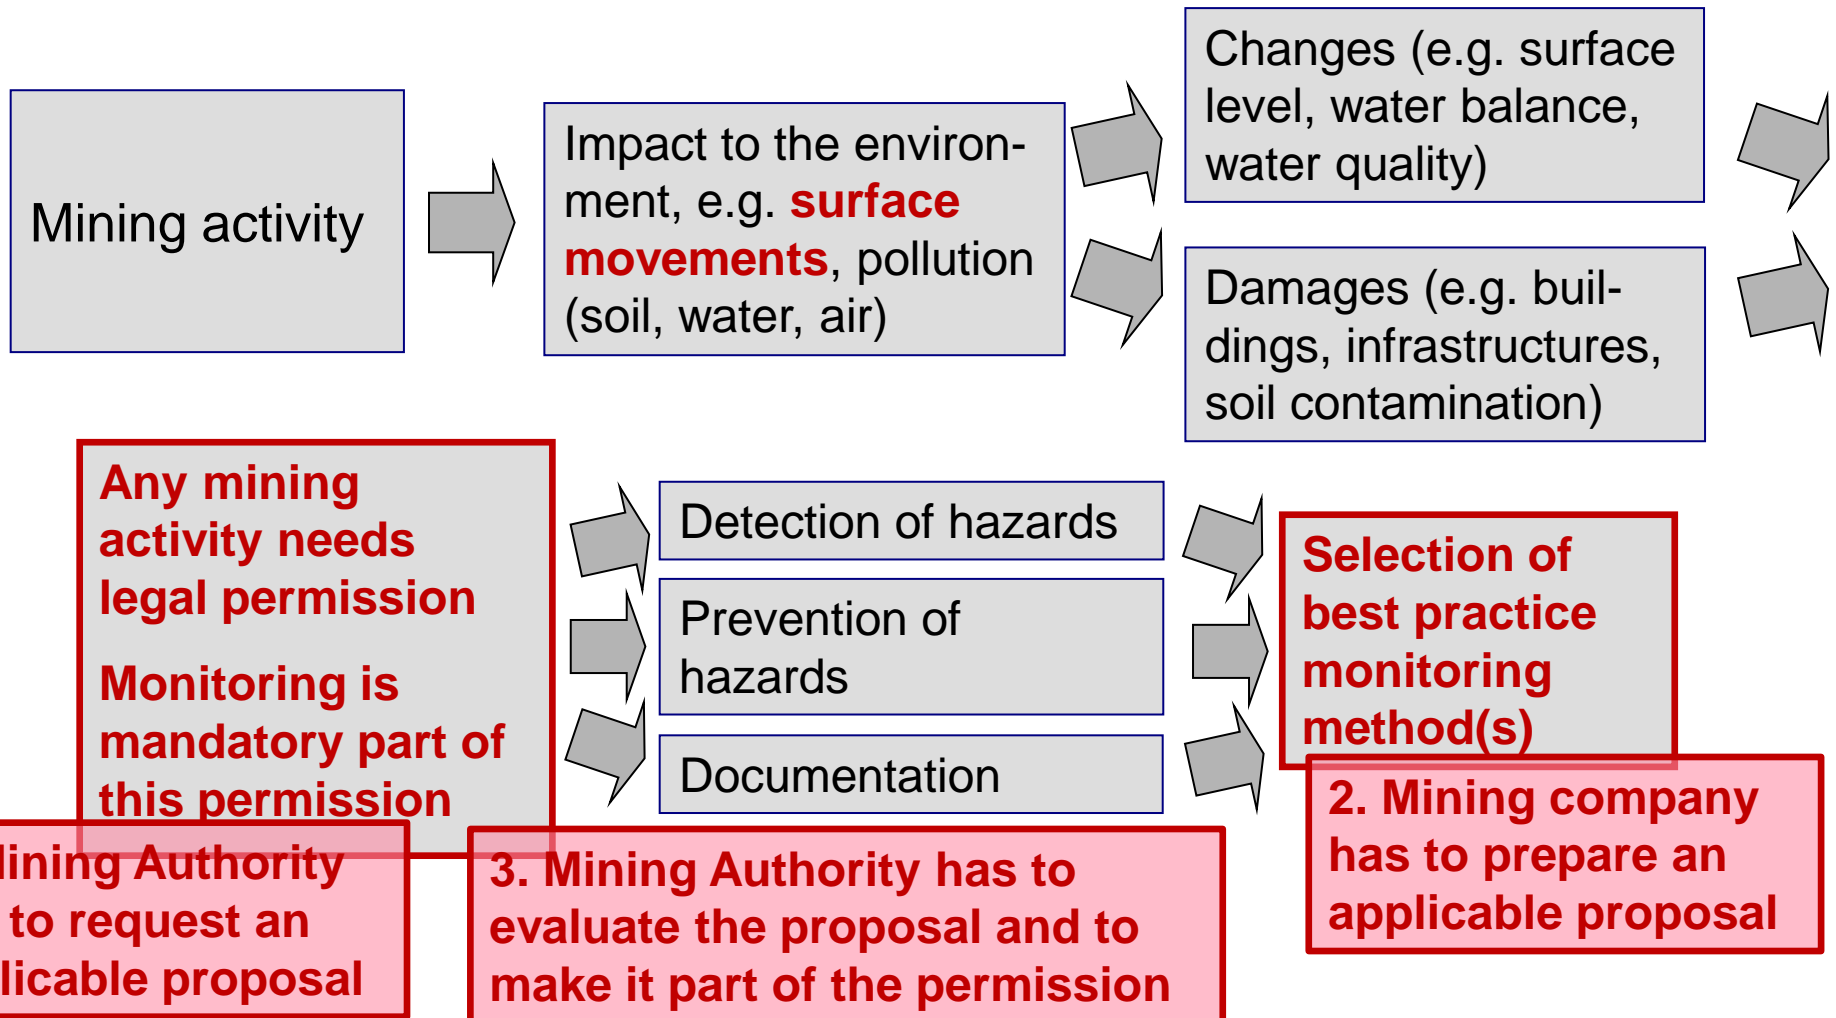 Mining activity
Impact to the environ-
ment, e.g. surface
movements, pollution
(soil, water, air)
Changes (e.g. surface
level, water balance,
water quality)
Damages (e.g. buil-
dings, infrastructures,
soil contamination)
Any mining
activity needs
legal permission
Monitoring is
mandatory part of
this permission
Detection of hazards
Prevention of
hazards
Documentation
Selection of
best practice
monitoring
method(s)
Authority
to request an
proposal
3. Mining Authority has to
evaluate the proposal and to
make it part of the permission
2. Mining company
has to prepare an
applicable proposal